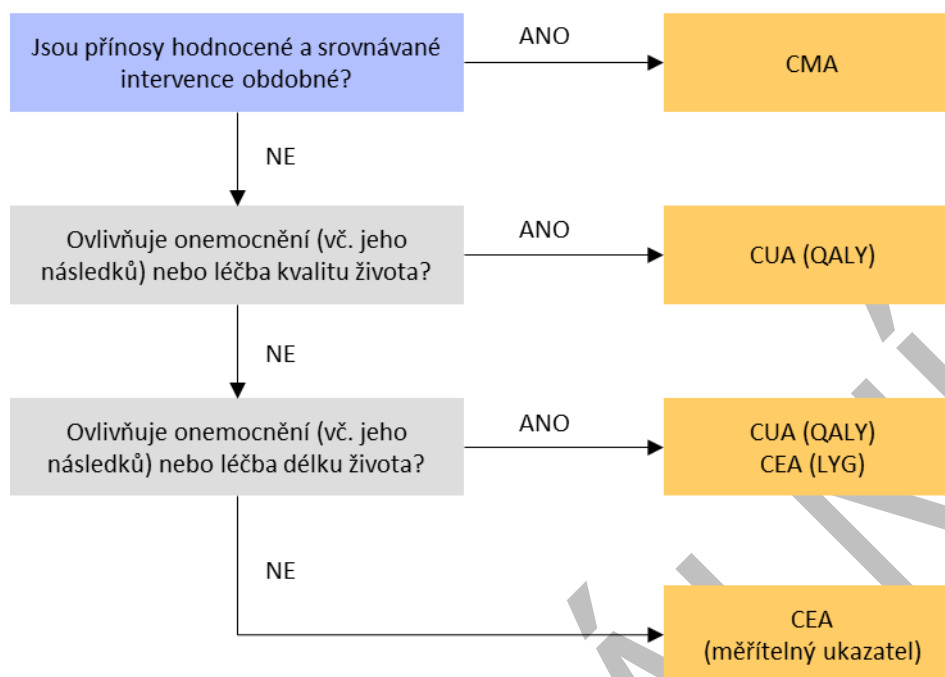 Jsou přínosy hodnocené a srovnávané
intervence obdobné?
ANO
CMA
NE
Ovlivňuje onemocnění (vč. jeho
následků) nebo léčba kvalitu života?
ANO
CUA (QALY)
NE
Ovlivňuje onemocnění (vč. jeho
následků) nebo léčba délku života?
ANO
CUA (QALY)
CEA (LYG)
NE
CEA
(měřítelný ukazatel)